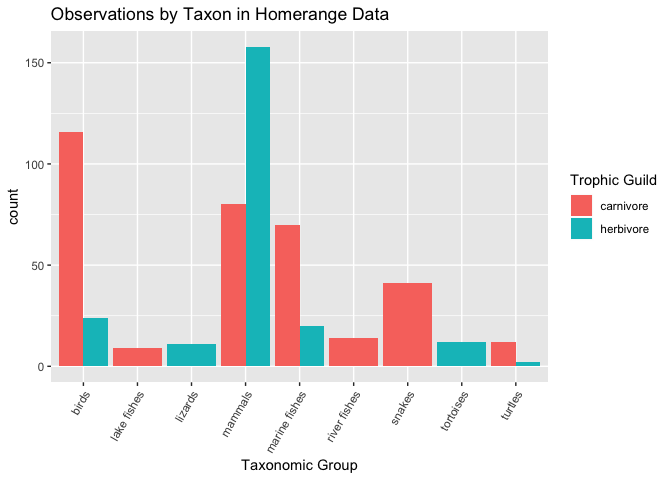 Observations by Taxon in Homerange Data
150
100
50
0
count
birds
lake fishes
lizards
mammals
marine fishes
river fishes
snakes
tortoises
turtles
Taxonomic Group
Trophic Guild
carnivore
herbivore